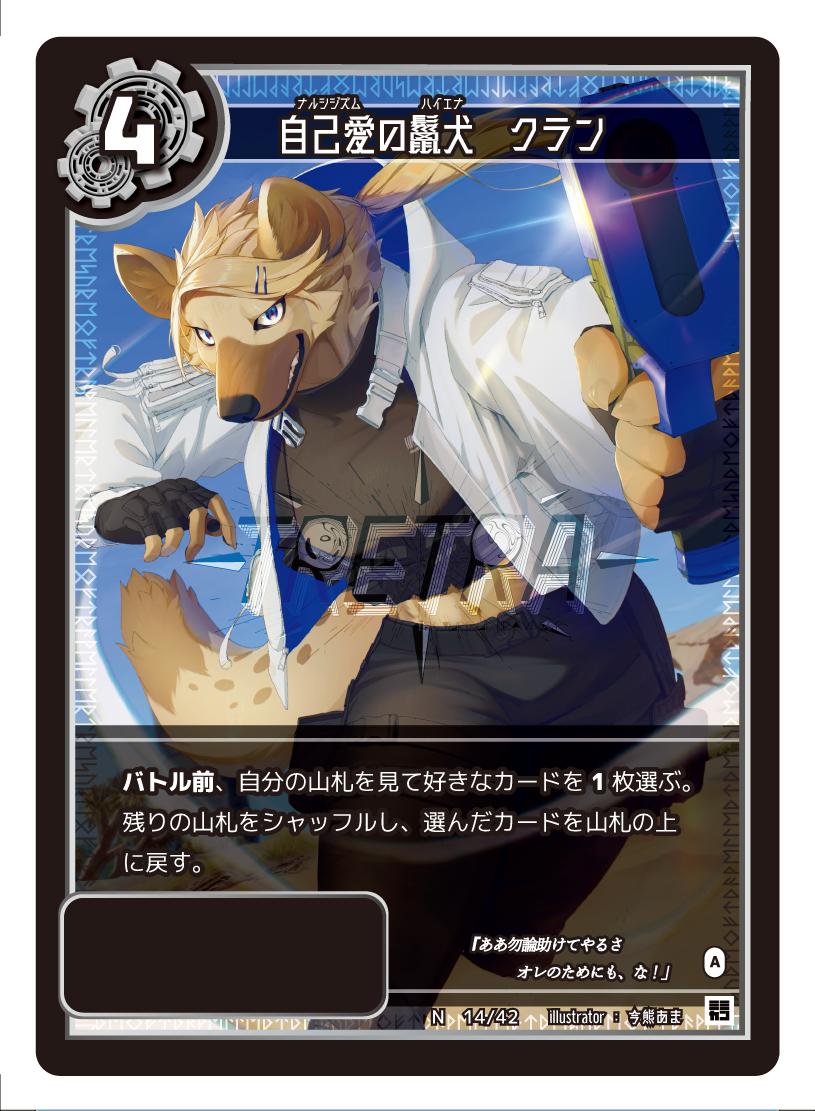 4
ナルシシズム ハイエナ
自己愛の鬣犬 クラン
TRETRA
バトル前、自分の山札を見て好きなカードを1枚選ぶ。
残りの山札をシャッフルし、選んだカードを山札の上
に戻す。
『ああ勿論助けてやるさ
オレのためにも、な!』
A
N 14/42 illustrator : 今熊あま